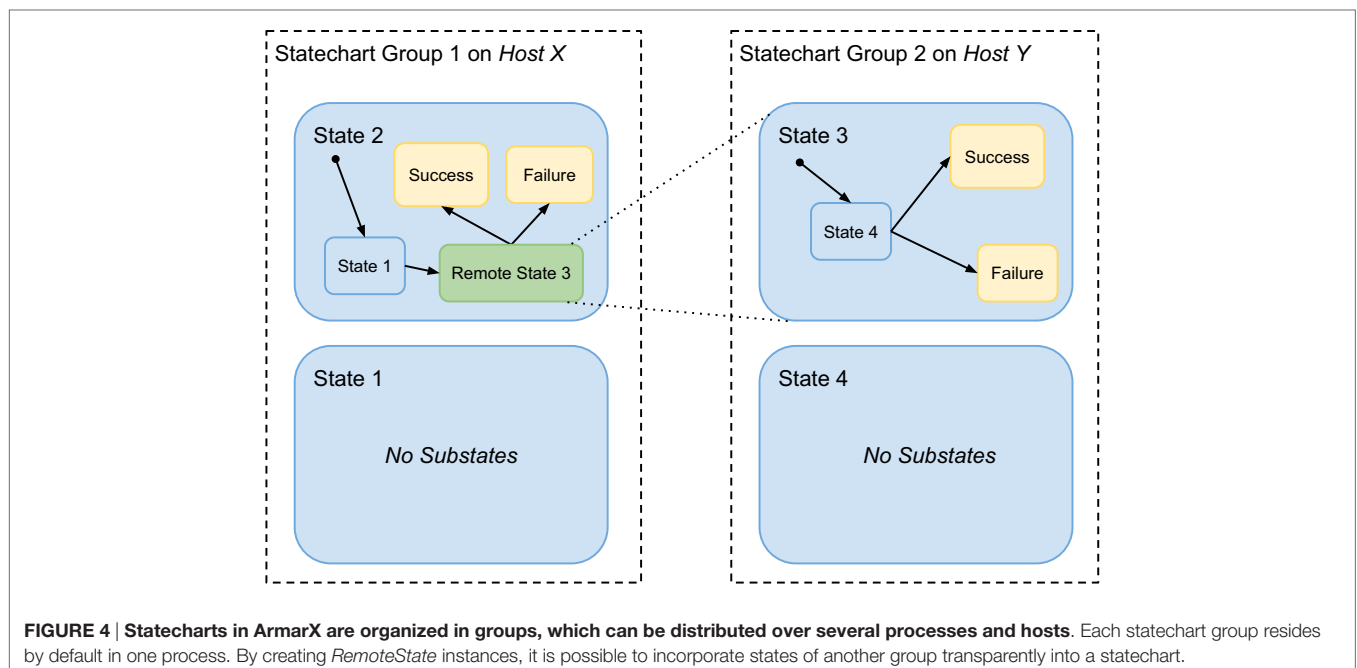 Statechart Group 1 on Host X
State 2
Success
Failure
State 1
Remote State 3
State 1
No Substates
Statechart Group 2 on Host Y
State 3
Success
State 4
Failure
State 4
No Substates
FIGURE 4 | Statecharts in ArmarX are organized in groups, which can be distributed over several processes and hosts. Each statechart group resides
by default in one process. By creating RemoteState instances, it is possible to incorporate states of another group transparently into a statechart.